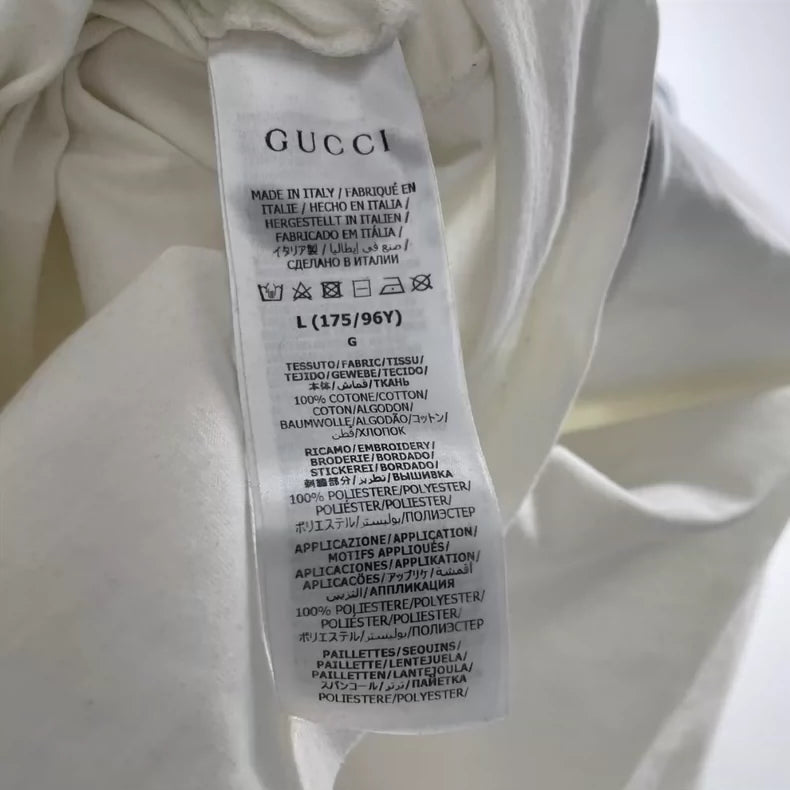 GUCCI
MADE IN ITALY / FABRIQUÉ EN
ITALIE / HECHO EN ITALIA /
HERGESTELLT IN ITALIEN /
FABRICADO EM ITÁLIA /
イタリア製 / صنع في إيطاليا /
СДЕЛАНО В ИТАЛИИ
L (175/96Y)
G
TESSUTO/FABRIC/TISSU/
TEJIDO/GEWEBE/TECIDO/
本体/قماش/ТКАНЬ
100% COTONE/COTTON/
COTON/ALGODON/
BAUMWOLLE/ALGODÃO/コットン/
قطن/ХЛОПОК
RICAMO/EMBROIDERY/
BRODERIE/BORDADO/
STICKEREI/BORDADO/
刺繍部分/تطريز/ВЫШИВКА
100% POLIESTERE/POLYESTER/
POLYESTER/POLIÉSTER/
ポリエステル/بوليستر/ПОЛИЭСТЕР
APPLICAZIONE/APPLICATION/
MOTIFS APPLIQUÉS/
APLICACIONES/APPLIKATION/
APLICAÇÕES/アップリケ/أقمشة
التزيين/АППЛИКАЦИЯ
100% POLIESTERE/POLYESTER/
POLYESTER/POLIÉSTER/
ポリエステル/بوليستر/ПОЛИЭСТЕР
PAILLETTES/SEQUINS/
PAILLETTE/LENTEJUELA/
PAILLETTEN/LANTEJOULA/
スパンコール/ترتر/ПАЙЕТКА
POLIESTERE/POLYESTER/